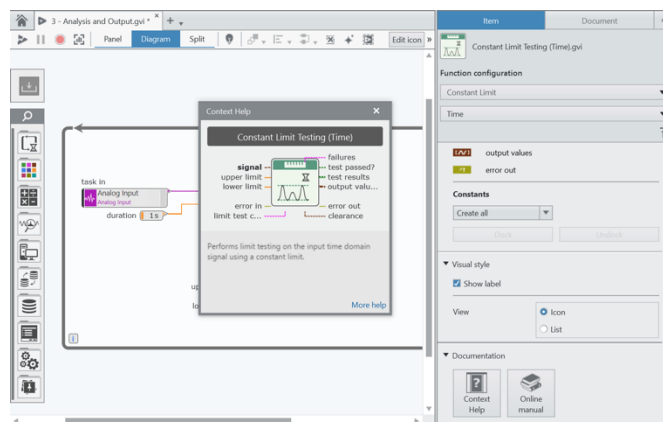 3 - Analysis and Output.gvi *
Item
Document
Panel
Diagram
Split
Edit icon
»
Constant Limit Testing (Time).gvi
Function configuration
Constant Limit
Time
output values
error out
Constants
Create all
Dock
Undock
Visual style
Show label
View
Icon
List
Documentation
Context
Help
Online
manual
Context Help
Constant Limit Testing (Time)
signal
upper limit
lower limit
error in
limit test c...
failures
test passed?
test results
output valu...
error out
clearance
Performs limit testing on the input time domain
signal using a constant limit.
More help
task in
Analog Input
Analog Input
duration
1 s
up
lo